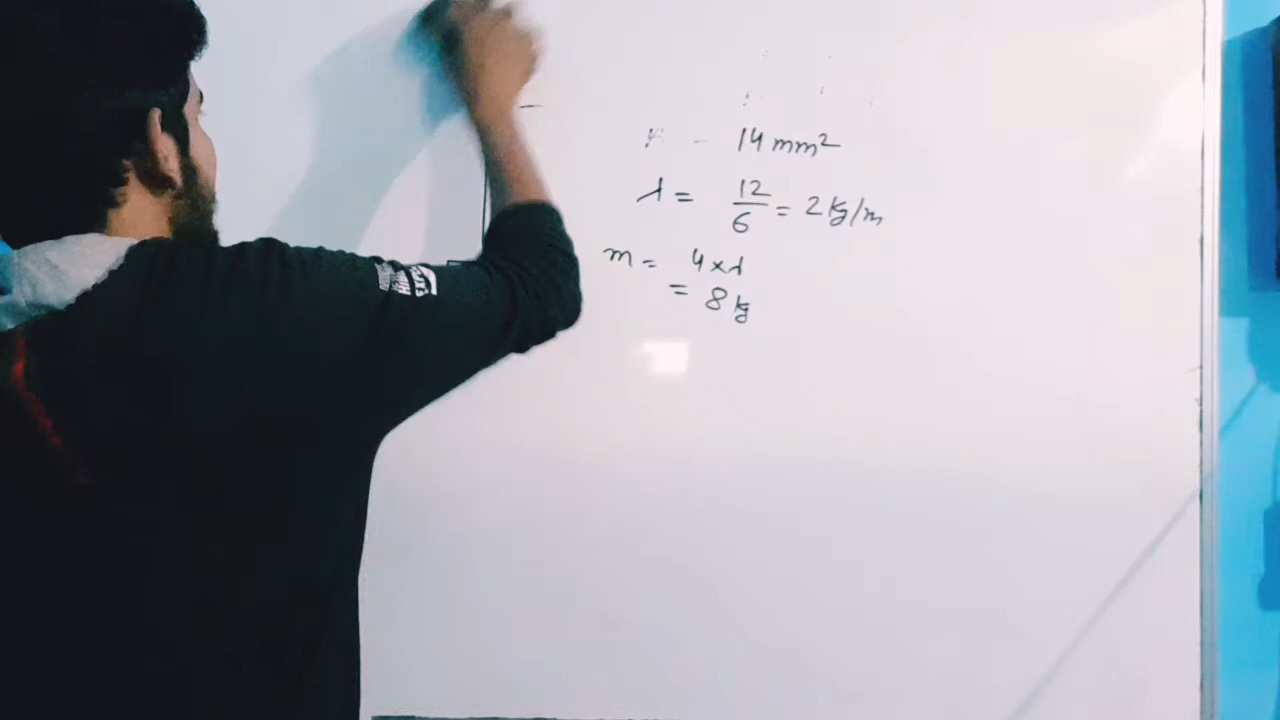 - 14 mm²
λ = 12/6 = 2 kg/m
m = 4 × λ
= 8 kg